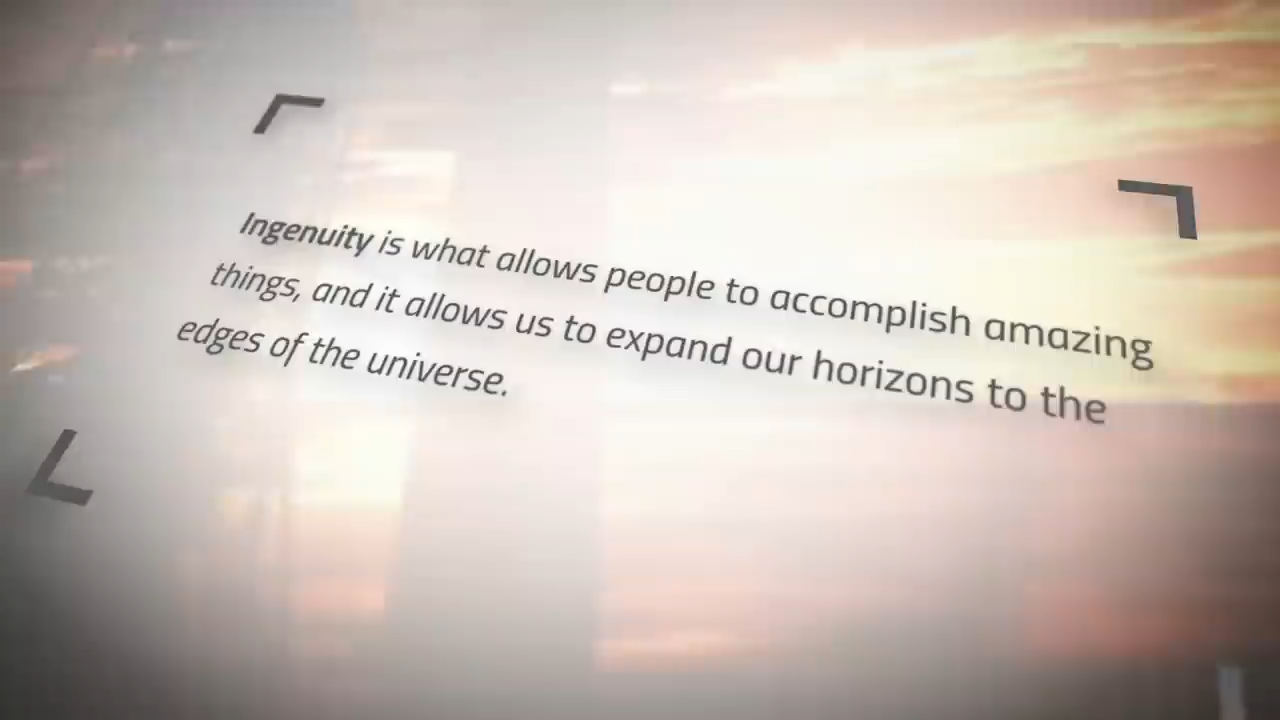 Ingenuity is what allows people to accomplish amazing
things, and it allows us to expand our horizons to the
edges of the universe.